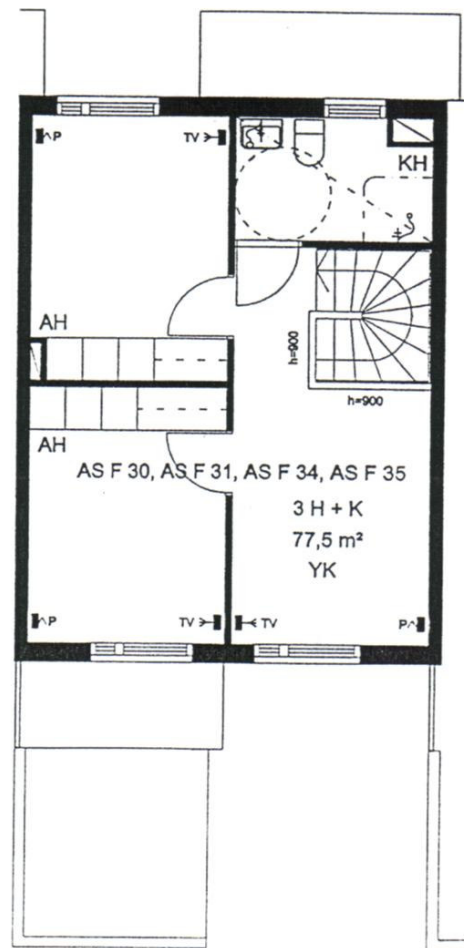 P TV
KH
AH
h=900
h=900
AH
AS F 30, AS F 31, AS F 34, AS F 35
3 H + K
77,5 m²
YK
P TV TV P